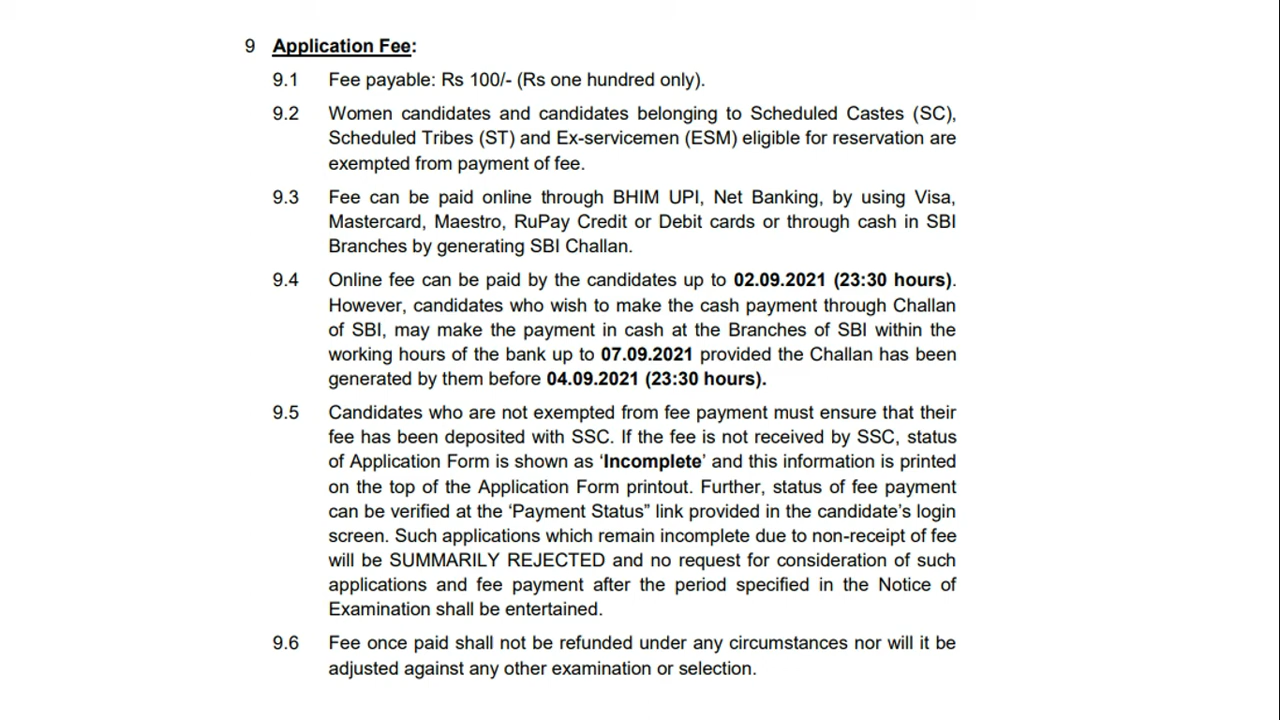 9 Application Fee:
9.1 Fee payable: Rs 100/- (Rs one hundred only).
9.2 Women candidates and candidates belonging to Scheduled Castes (SC),
Scheduled Tribes (ST) and Ex-servicemen (ESM) eligible for reservation are
exempted from payment of fee.
9.3 Fee can be paid online through BHIM UPI, Net Banking, by using Visa,
Mastercard, Maestro, RuPay Credit or Debit cards or through cash in SBI
Branches by generating SBI Challan.
9.4 Online fee can be paid by the candidates up to 02.09.2021 (23:30 hours).
However, candidates who wish to make the cash payment through Challan
of SBI, may make the payment in cash at the Branches of SBI within the
working hours of the bank up to 07.09.2021 provided the Challan has been
generated by them before 04.09.2021 (23:30 hours).
9.5 Candidates who are not exempted from fee payment must ensure that their
fee has been deposited with SSC. If the fee is not received by SSC, status
of Application Form is shown as ‘Incomplete’ and this information is printed
on the top of the Application Form printout. Further, status of fee payment
can be verified at the ‘Payment Status” link provided in the candidate’s login
screen. Such applications which remain incomplete due to non-receipt of fee
will be SUMMARILY REJECTED and no request for consideration of such
applications and fee payment after the period specified in the Notice of
Examination shall be entertained.
9.6 Fee once paid shall not be refunded under any circumstances nor will it be
adjusted against any other examination or selection.